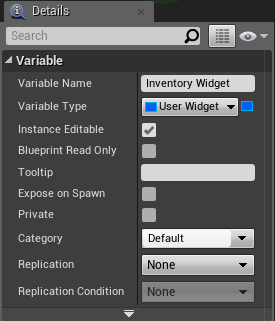 Details
Search
Variable
Variable Name Inventory Widget
Variable Type User Widget
Instance Editable
Blueprint Read Only
Tooltip
Expose on Spawn
Private
Category Default
Replication None
Replication Condition None